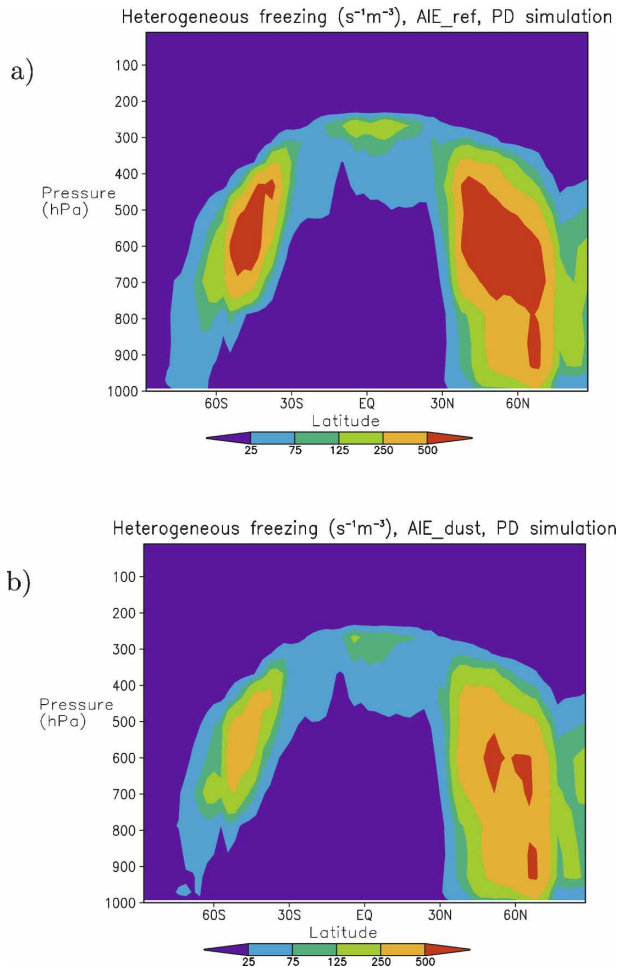 Heterogeneous freezing (s⁻¹m⁻³), AIE_ref, PD simulation
a)
100
200
300
400
Pressure
(hPa)
500
600
700
800
900
1000
60S 30S EQ 30N 60N
Latitude
25 75 125 250 500
Heterogeneous freezing (s⁻¹m⁻³), AIE_dust, PD simulation
b)
100
200
300
400
Pressure
(hPa)
500
600
700
800
900
1000
60S 30S EQ 30N 60N
Latitude
25 75 125 250 500